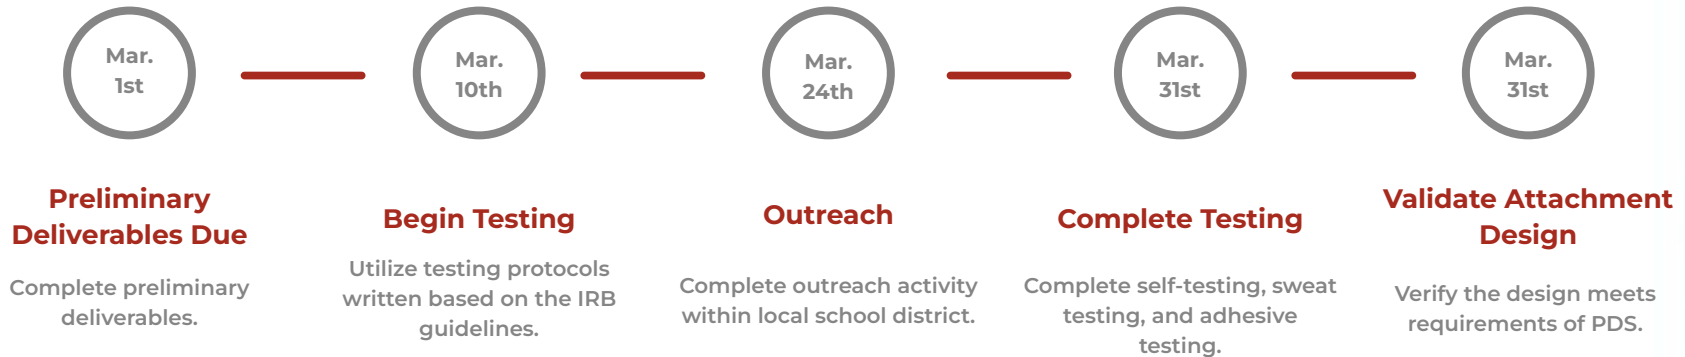 Mar.
1st
Preliminary
Deliverables Due
Complete preliminary
deliverables.
Mar.
10th
Begin Testing
Utilize testing protocols
written based on the IRB
guidelines.
Mar.
24th
Outreach
Complete outreach activity
within local school district.
Mar.
31st
Complete Testing
Complete self-testing, sweat
testing, and adhesive
testing.
Mar.
31st
Validate Attachment
Design
Verify the design meets
requirements of PDS.